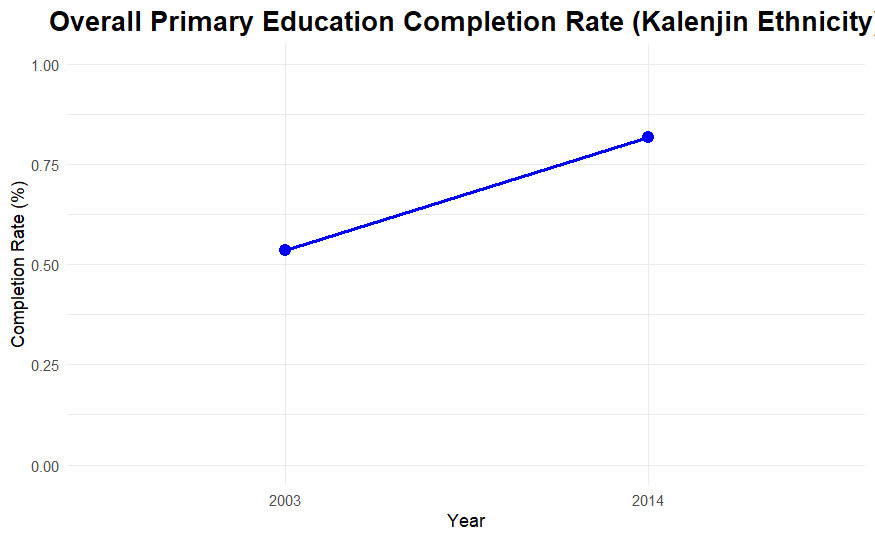 Overall Primary Education Completion Rate (Kalenjin Ethnicity)
1.00
0.75
0.50
0.25
0.00
Completion Rate (%)
2003 2014
Year